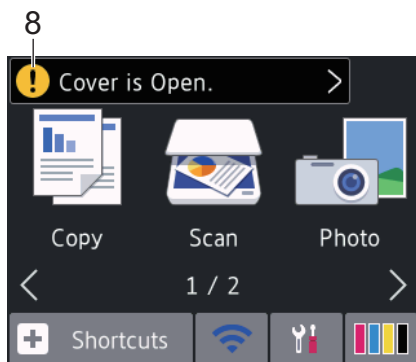 8
! Cover is Open. >
Copy Scan Photo
< 1 / 2 >
+ Shortcuts